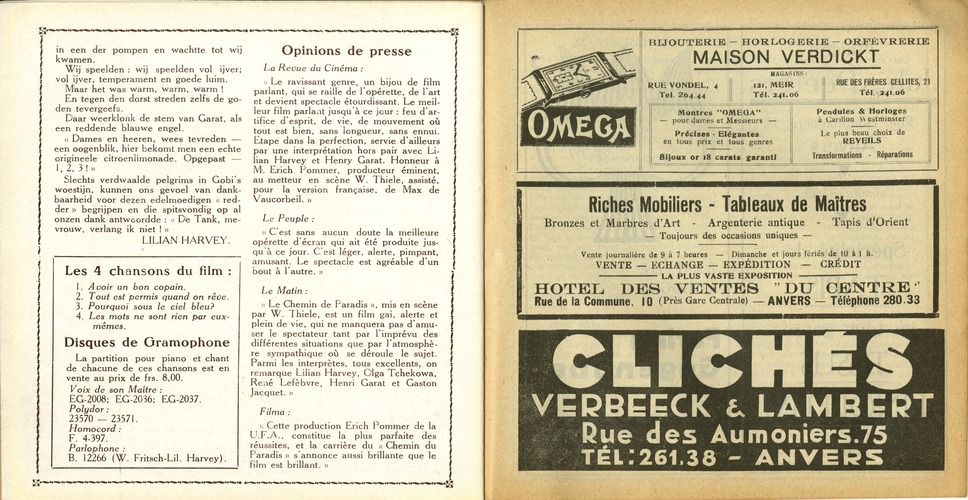 in een der pompen en wachtte tot wij
kwamen.
Wij speelden : wij speelden vol ijver;
vol ijver, temperament en goede luim.
Maar het was warm, warm, warm !
En tegen den dorst streden zelfs de go-
den tevergeefs.
Daar weerklonk de stem van Garat, als
een reddende blauwe engel.
« Dames en heeren, wees tevreden —
een oogenblik, hier bekomt men een echte
origineele citroenlimonade. Opgepast —
1, 2, 3 ! »
Slechts verdwaalde pelgrims in Gobi's
woestijn, kunnen ons gevoel van dank-
baarheid voor dezen edelmoedigen « red-
der » begrijpen en die spitsvondig op al
onzen dank antwoordde : « De Tank, me-
vrouw, verlang ik niet ! »
LILIAN HARVEY.
Les 4 chansons du film :
1. Avoir un bon copain.
2. Tout est permis quand on rêve.
3. Pourquoi sous le ciel bleu?
4. Les mots ne sont rien par eux-
mêmes.
Disques de Gramophone
La partition pour piano et chant
de chacune de ces chansons est en
vente au prix de frs. 8,00.
Voix de son Maître :
EG-2008; EG-2036; EG-2037.
Polydor :
23570 — 23571.
Homocord :
F. 4-397.
Parlophone :
B. 12266 (W. Fritsch-Lil. Harvey).
Opinions de presse
La Revue du Cinéma :
« Le ravissant genre, un bijou de film
parlant, qui se raille de l'opérette, de l'art
et devient spectacle étourdissant. Le meil-
leur film parlant jusqu'à ce jour : feu d'ar-
tifice d'esprit, de vie, de mouvement où
tout est bien, sans longueur, sans ennui.
Etape dans la perfection, servie d'ailleurs
par une interprétation hors pair avec Li-
lian Harvey et Henry Garat. Honneur à
M. Erich Pommer, producteur éminent,
au metteur en scène W. Thiele, assisté,
pour la version française, de Max de
Vaucorbeil. »
Le Peuple :
« C'est sans aucun doute la meilleure
opérette d'écran qui ait été produite jus-
qu'à ce jour. C'est léger, alerte, pimpant,
amusant. Le spectacle est agréable d'un
bout à l'autre. »
Le Matin :
« Le Chemin de Paradis », mis en scène
par W. Thiele, est un film gai, alerte et
plein de vie, qui ne manquera pas d'amu-
ser le spectateur tant par l'imprévu des
différentes situations que par l'atmosphè-
re sympathique où se déroule le sujet.
Parmi les interprètes, tous excellents, on
remarque Lilian Harvey, Olga Tchekowa,
René Lefèbvre, Henri Garat et Gaston
Jacquet. »
Filma :
« Cette production Erich Pommer de la
U.F.A., constitue la plus parfaite des
réussites, et la carrière du « Chemin du
Paradis » s'annonce aussi brillante que le
film est brillant. »
OMEGA
BIJOUTERIE - HORLOGERIE - ORFÈVRERIE
MAISON VERDICKT
MAGASINS :
RUE VONDEL, 4
Tel. 264.44
121, MEIR
Tél. 241.06
RUE DES FRÈRES CELLITES, 21
Tél. 241.06
Montres "OMEGA"
— pour dames et Messieurs —
Précises - Elégantes
en tous prix et tous genres
Bijoux or 18 carats garanti
Pendules & Horloges
à Carillon Westminster
Le plus beau choix de
REVEILS
Transformations - Réparations
Riches Mobiliers - Tableaux de Maîtres
Bronzes et Marbres d'Art - Argenterie antique - Tapis d'Orient
— Toujours des occasions uniques —
Vente journalière de 9 à 7 heures — Dimanche et jours fériés de 10 à 1 h.
VENTE — ECHANGE — EXPÉDITION — CRÉDIT
— LA PLUS VASTE EXPOSITION —
HOTEL DES VENTES "DU CENTRE"
Rue de la Commune, 10 (Près Gare Centrale) — ANVERS — Téléphone 280.33
CLICHÉS
VERBEECK & LAMBERT
Rue des Aumoniers.75
TÉL:261.38 - ANVERS